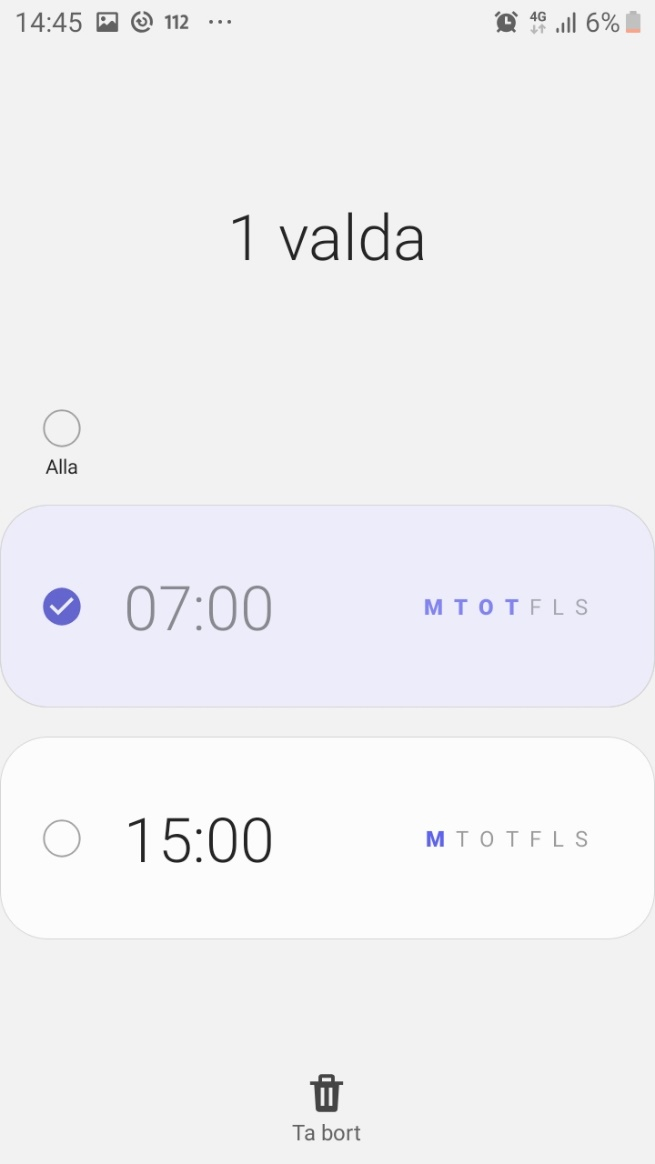 14:45 112 ... 4G 6%
1 valda
Alla
07:00 M T O T F L S
15:00 M T O T F L S
Ta bort